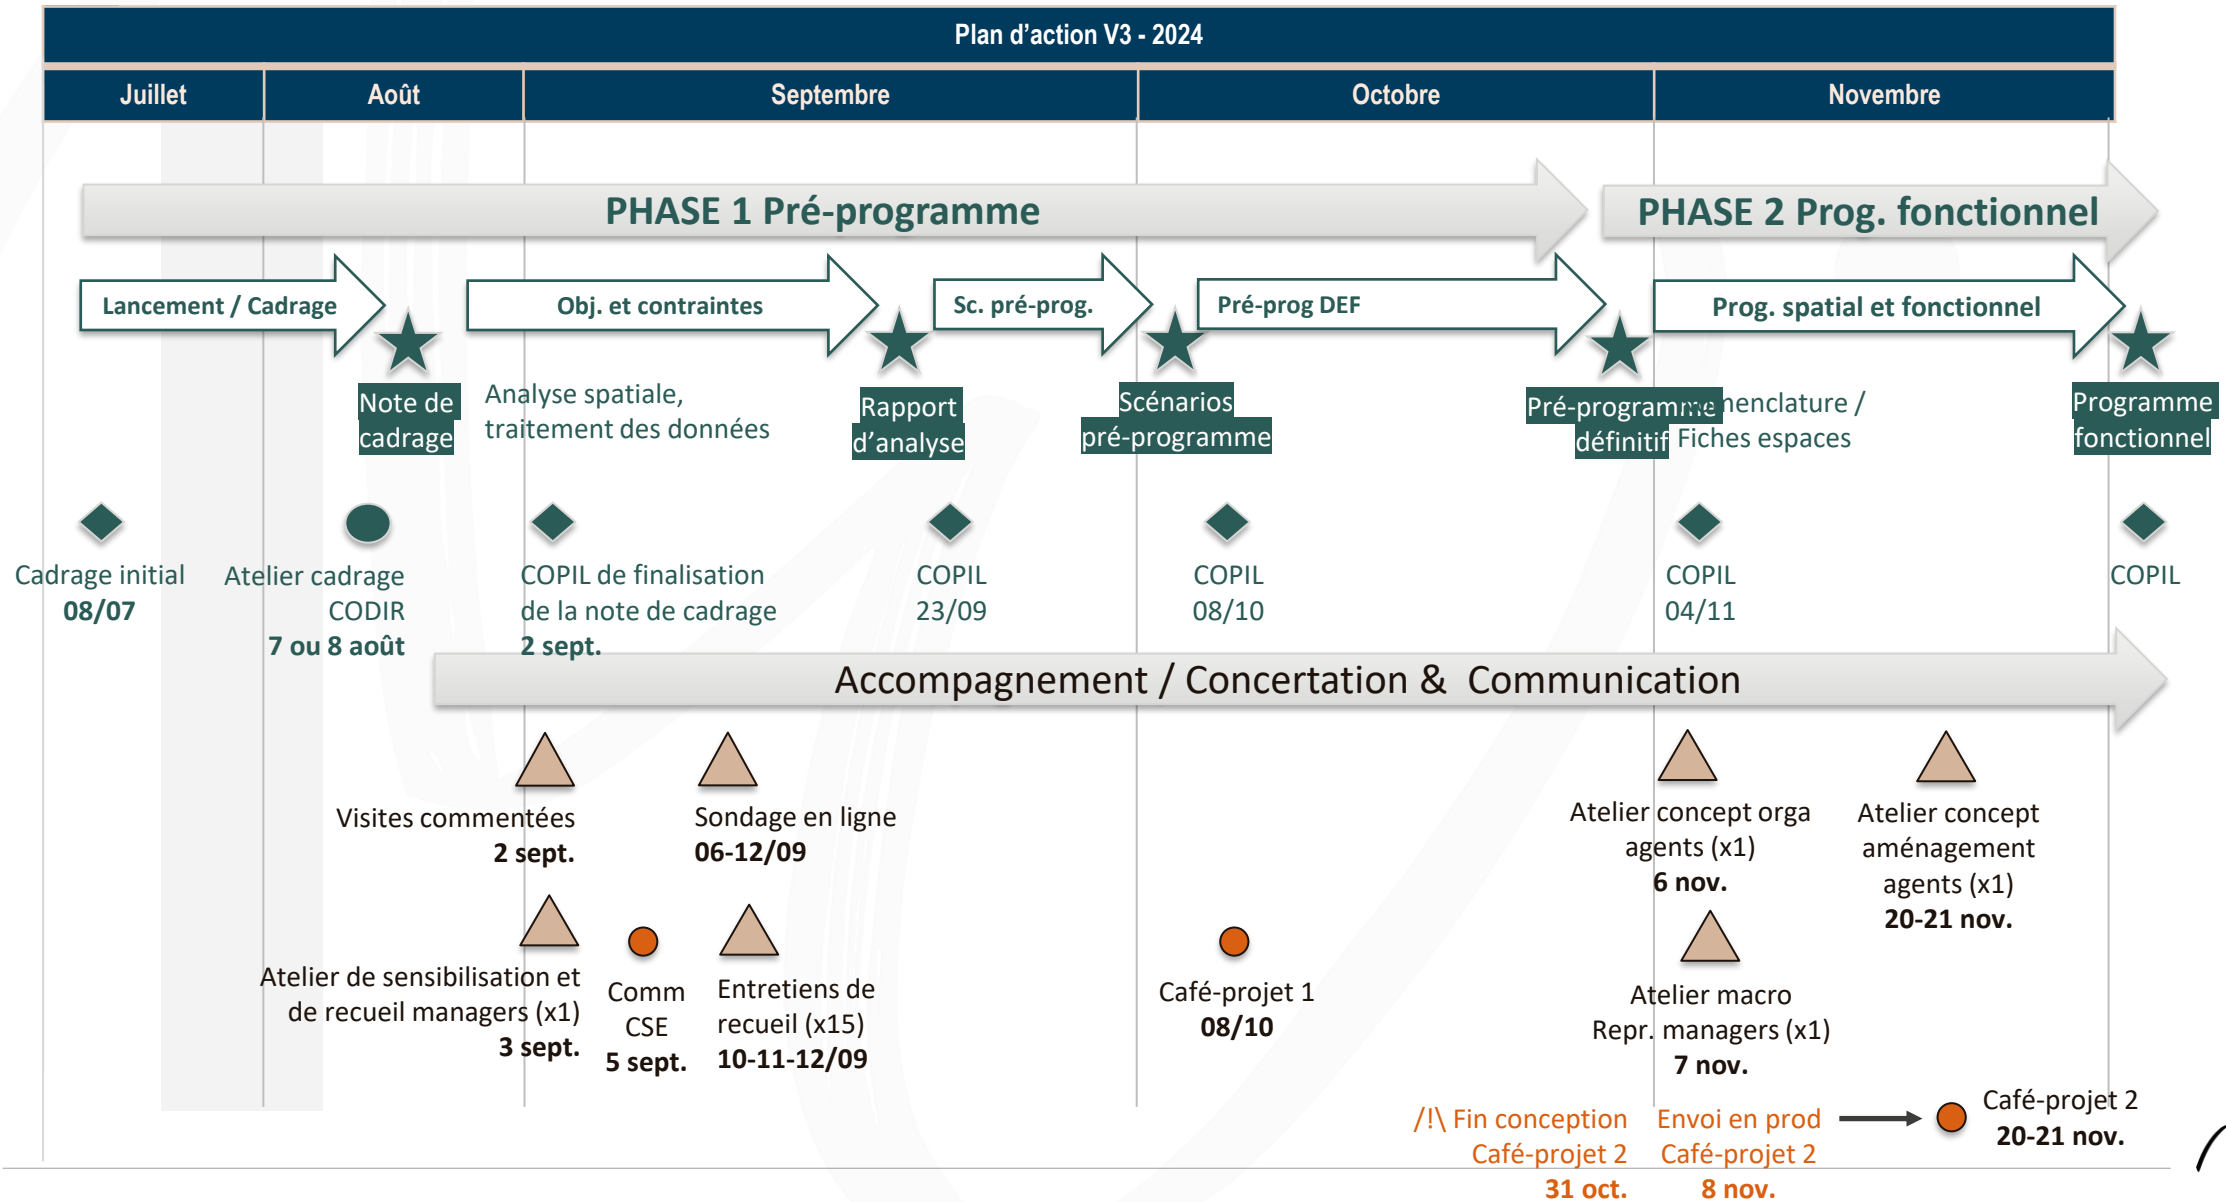 Plan d'action V3 - 2024
Juillet
Août
Septembre
Octobre
Novembre
PHASE 1 Pré-programme
PHASE 2 Prog. fonctionnel
Lancement / Cadrage
Obj. et contraintes
Sc. pré-prog.
Pré-prog DEF
Prog. spatial et fonctionnel
Note de
cadrage
Analyse spatiale,
traitement des données
Rapport
d'analyse
Scénarios
pré-programme
Pré-programme
définitif
menclature /
Fiches espaces
Programme
fonctionnel
Cadrage initial
08/07
Atelier cadrage
CODIR
7 ou 8 août
COPIL de finalisation
de la note de cadrage
2 sept.
COPIL
23/09
COPIL
08/10
COPIL
04/11
COPIL
Accompagnement / Concertation & Communication
Visites commentées
2 sept.
Sondage en ligne
06-12/09
Atelier concept orga
agents (x1)
6 nov.
Atelier concept
aménagement
agents (x1)
20-21 nov.
Atelier de sensibilisation et
de recueil managers (x1)
3 sept.
Comm
CSE
5 sept.
Entretiens de
recueil (x15)
10-11-12/09
Café-projet 1
08/10
Atelier macro
Repr. managers (x1)
7 nov.
/!\ Fin conception
Café-projet 2
31 oct.
Envoi en prod
Café-projet 2
8 nov.
Café-projet 2
20-21 nov.